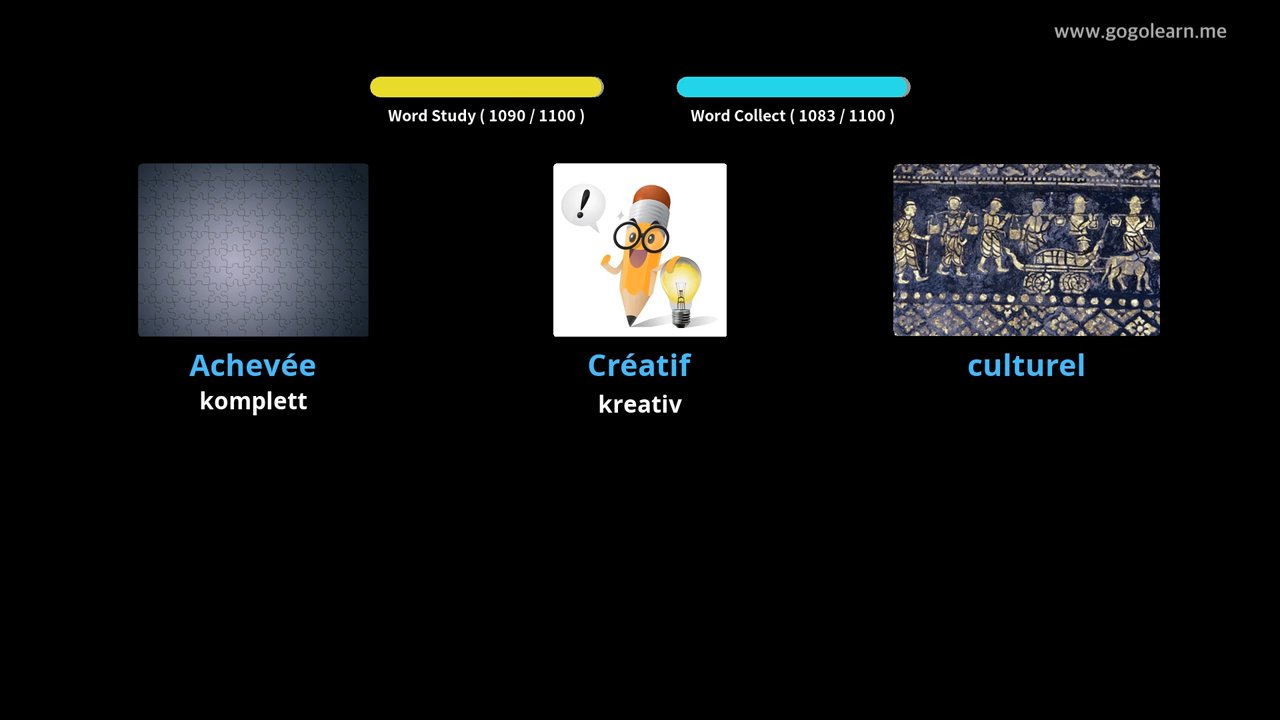 www.gogolearn.me
Word Study ( 1090 / 1100 )
Word Collect ( 1083 / 1100 )
Achevée
komplett
Créatif
kreativ
culturel